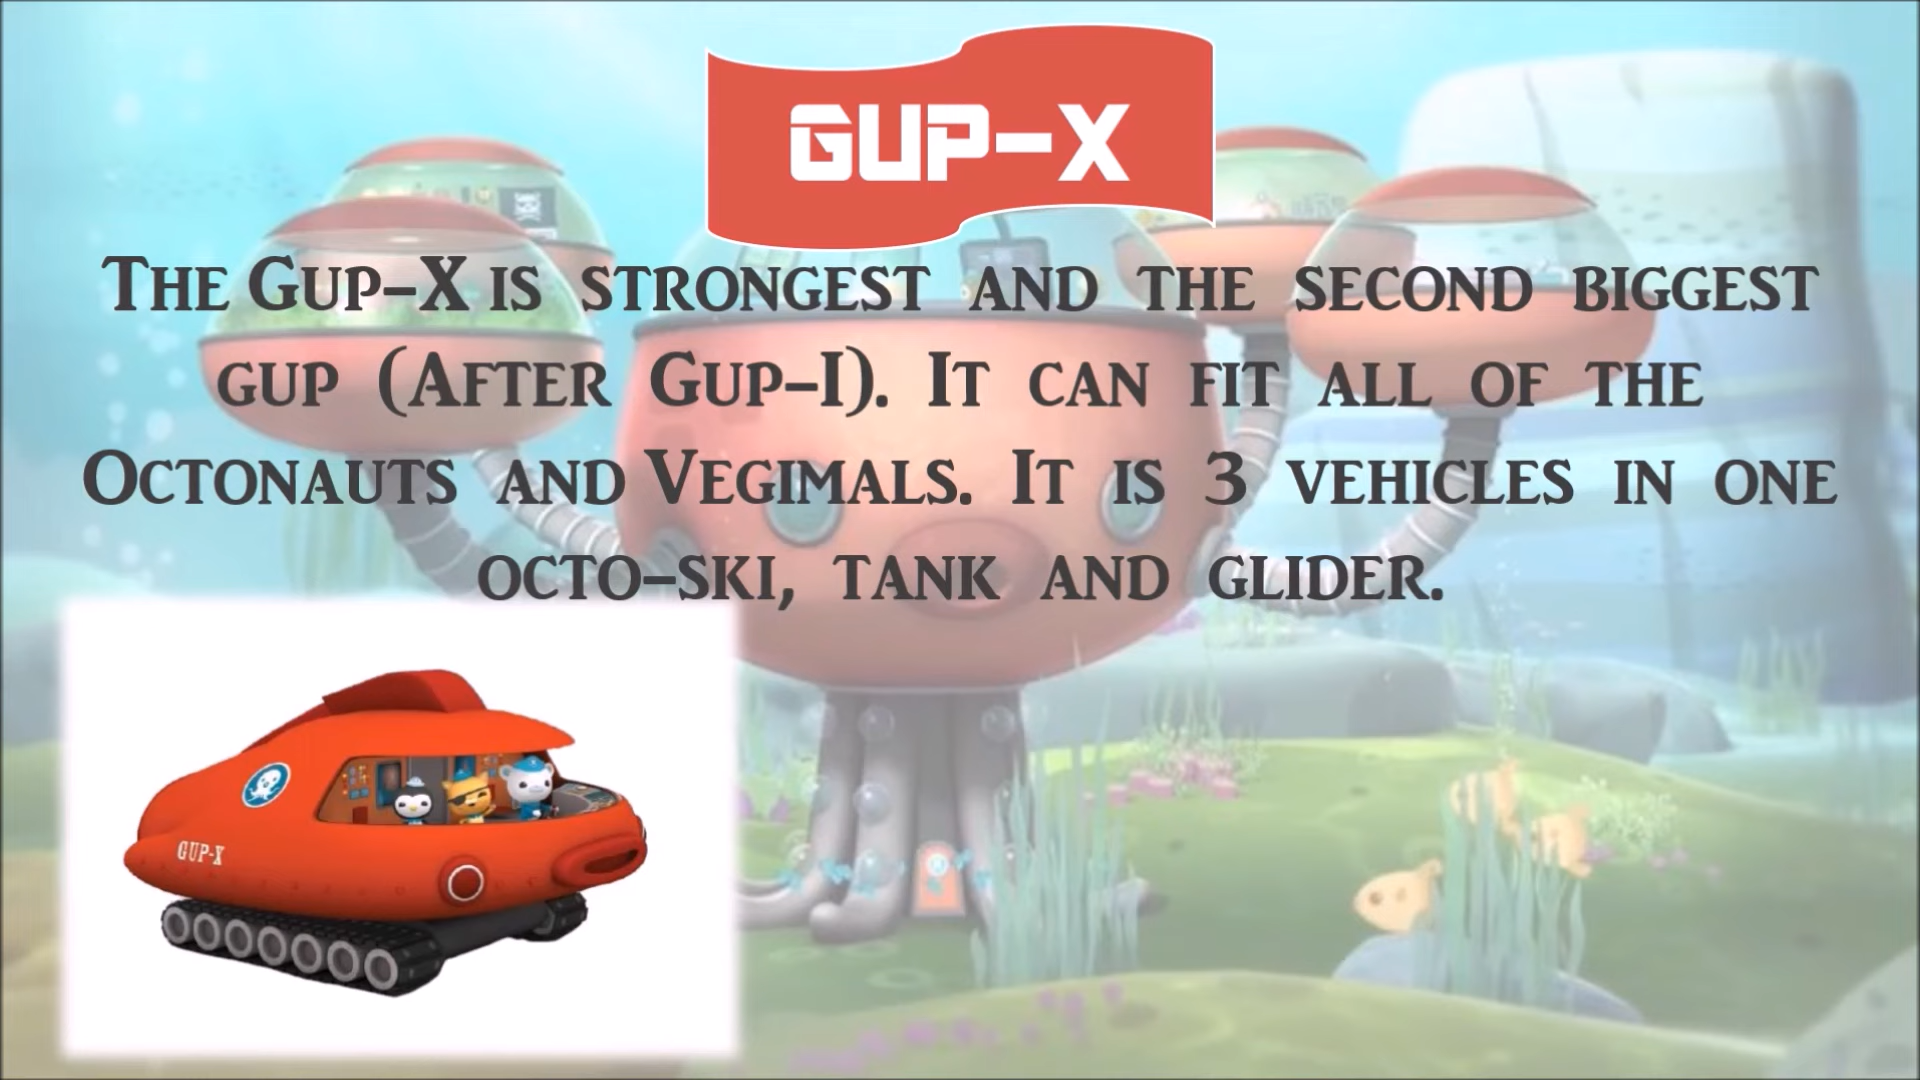 GUP-X
The Gup-X is strongest and the second biggest
gup (After Gup-I). It can fit all of the
Octonauts and Vegimals. It is 3 vehicles in one
octo-ski, tank and glider.
GUP-X